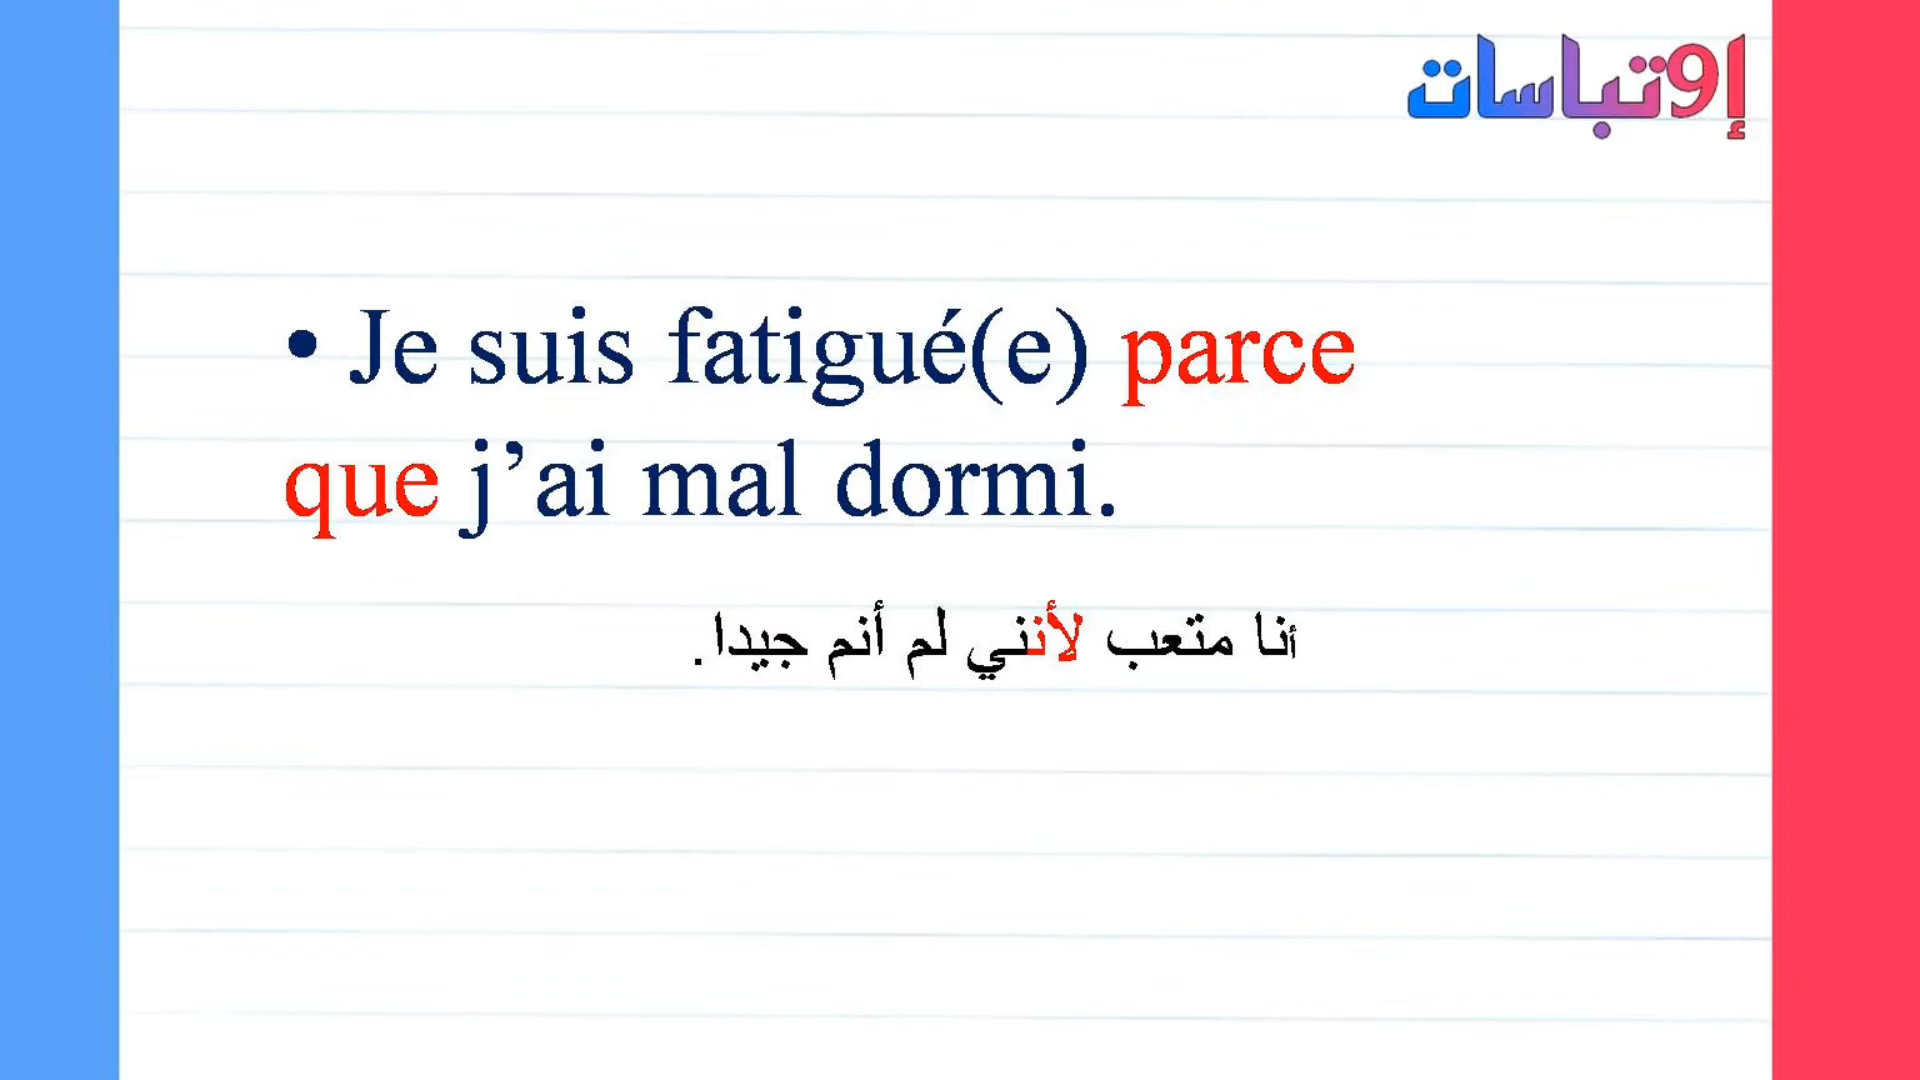 إقتباسات
• Je suis fatigué(e) parce
que j’ai mal dormi.
أنا متعب لأنني لم أنم جيدا.